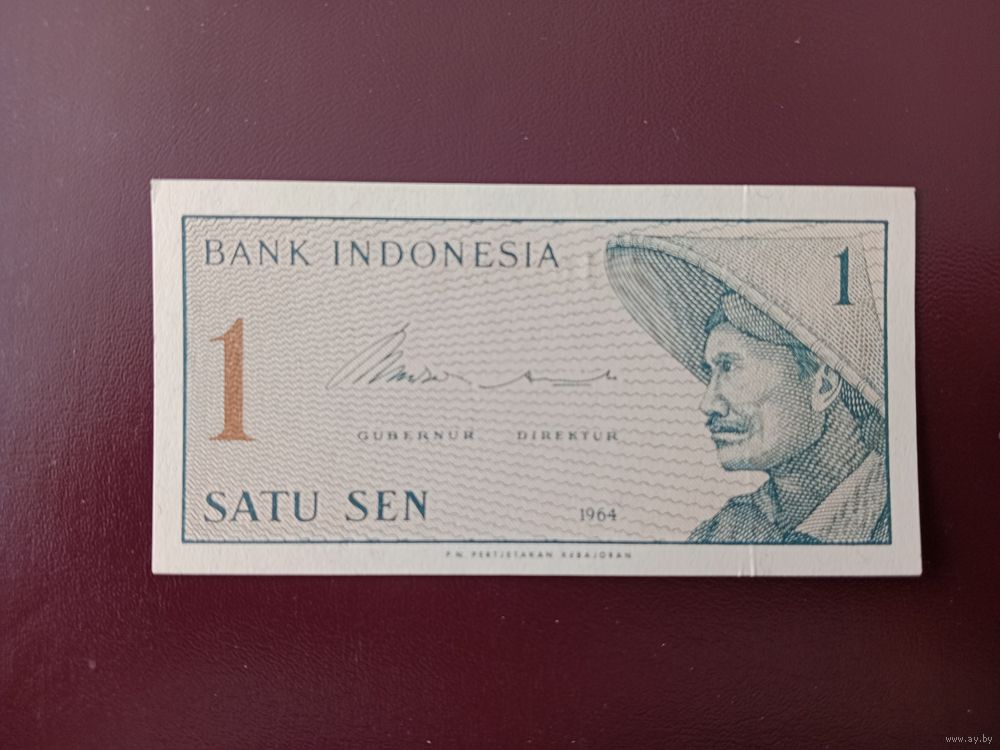 BANK INDONESIA
1
1
GUBERNUR DIREKTUR
SATU SEN
1964
P.N. PERTJETAKAN KEBAJORAN
www.ay.by